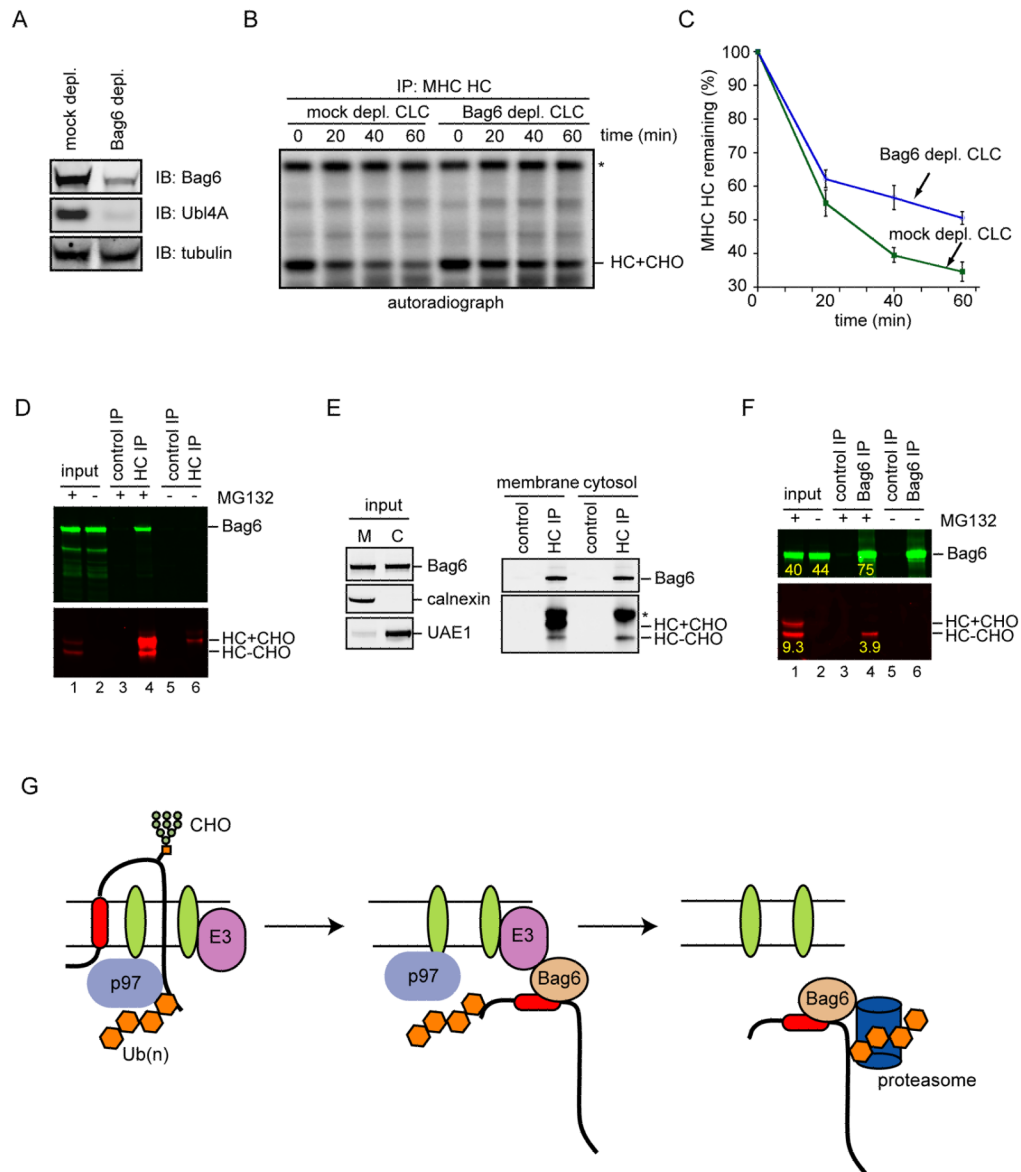 A
mock depl.
Bag6 depl.
IB: Bag6
IB: Ubl4A
IB: tubulin
B
IP: MHC HC
mock depl. CLC Bag6 depl. CLC
0 20 40 60 0 20 40 60 time (min)
*
HC+CHO
autoradiograph
C
MHC HC remaining (%)
100
90
80
70
60
50
40
30
0 20 40 60
time (min)
Bag6 depl. CLC
mock depl. CLC
D
input
control IP
HC IP
control IP
HC IP
+ - + + - - MG132
Bag6
HC+CHO
HC-CHO
1 2 3 4 5 6
E
input
M C
Bag6
calnexin
UAE1
membrane cytosol
control
HC IP
control
HC IP
Bag6
*
HC+CHO
HC-CHO
F
input
control IP
Bag6 IP
control IP
Bag6 IP
+ - + + - -
MG132
Bag6
40 44 75
HC+CHO
HC-CHO
9.3 3.9
1 2 3 4 5 6
G
CHO
E3
p97
Ub(n)
E3
p97
Bag6
Bag6
proteasome